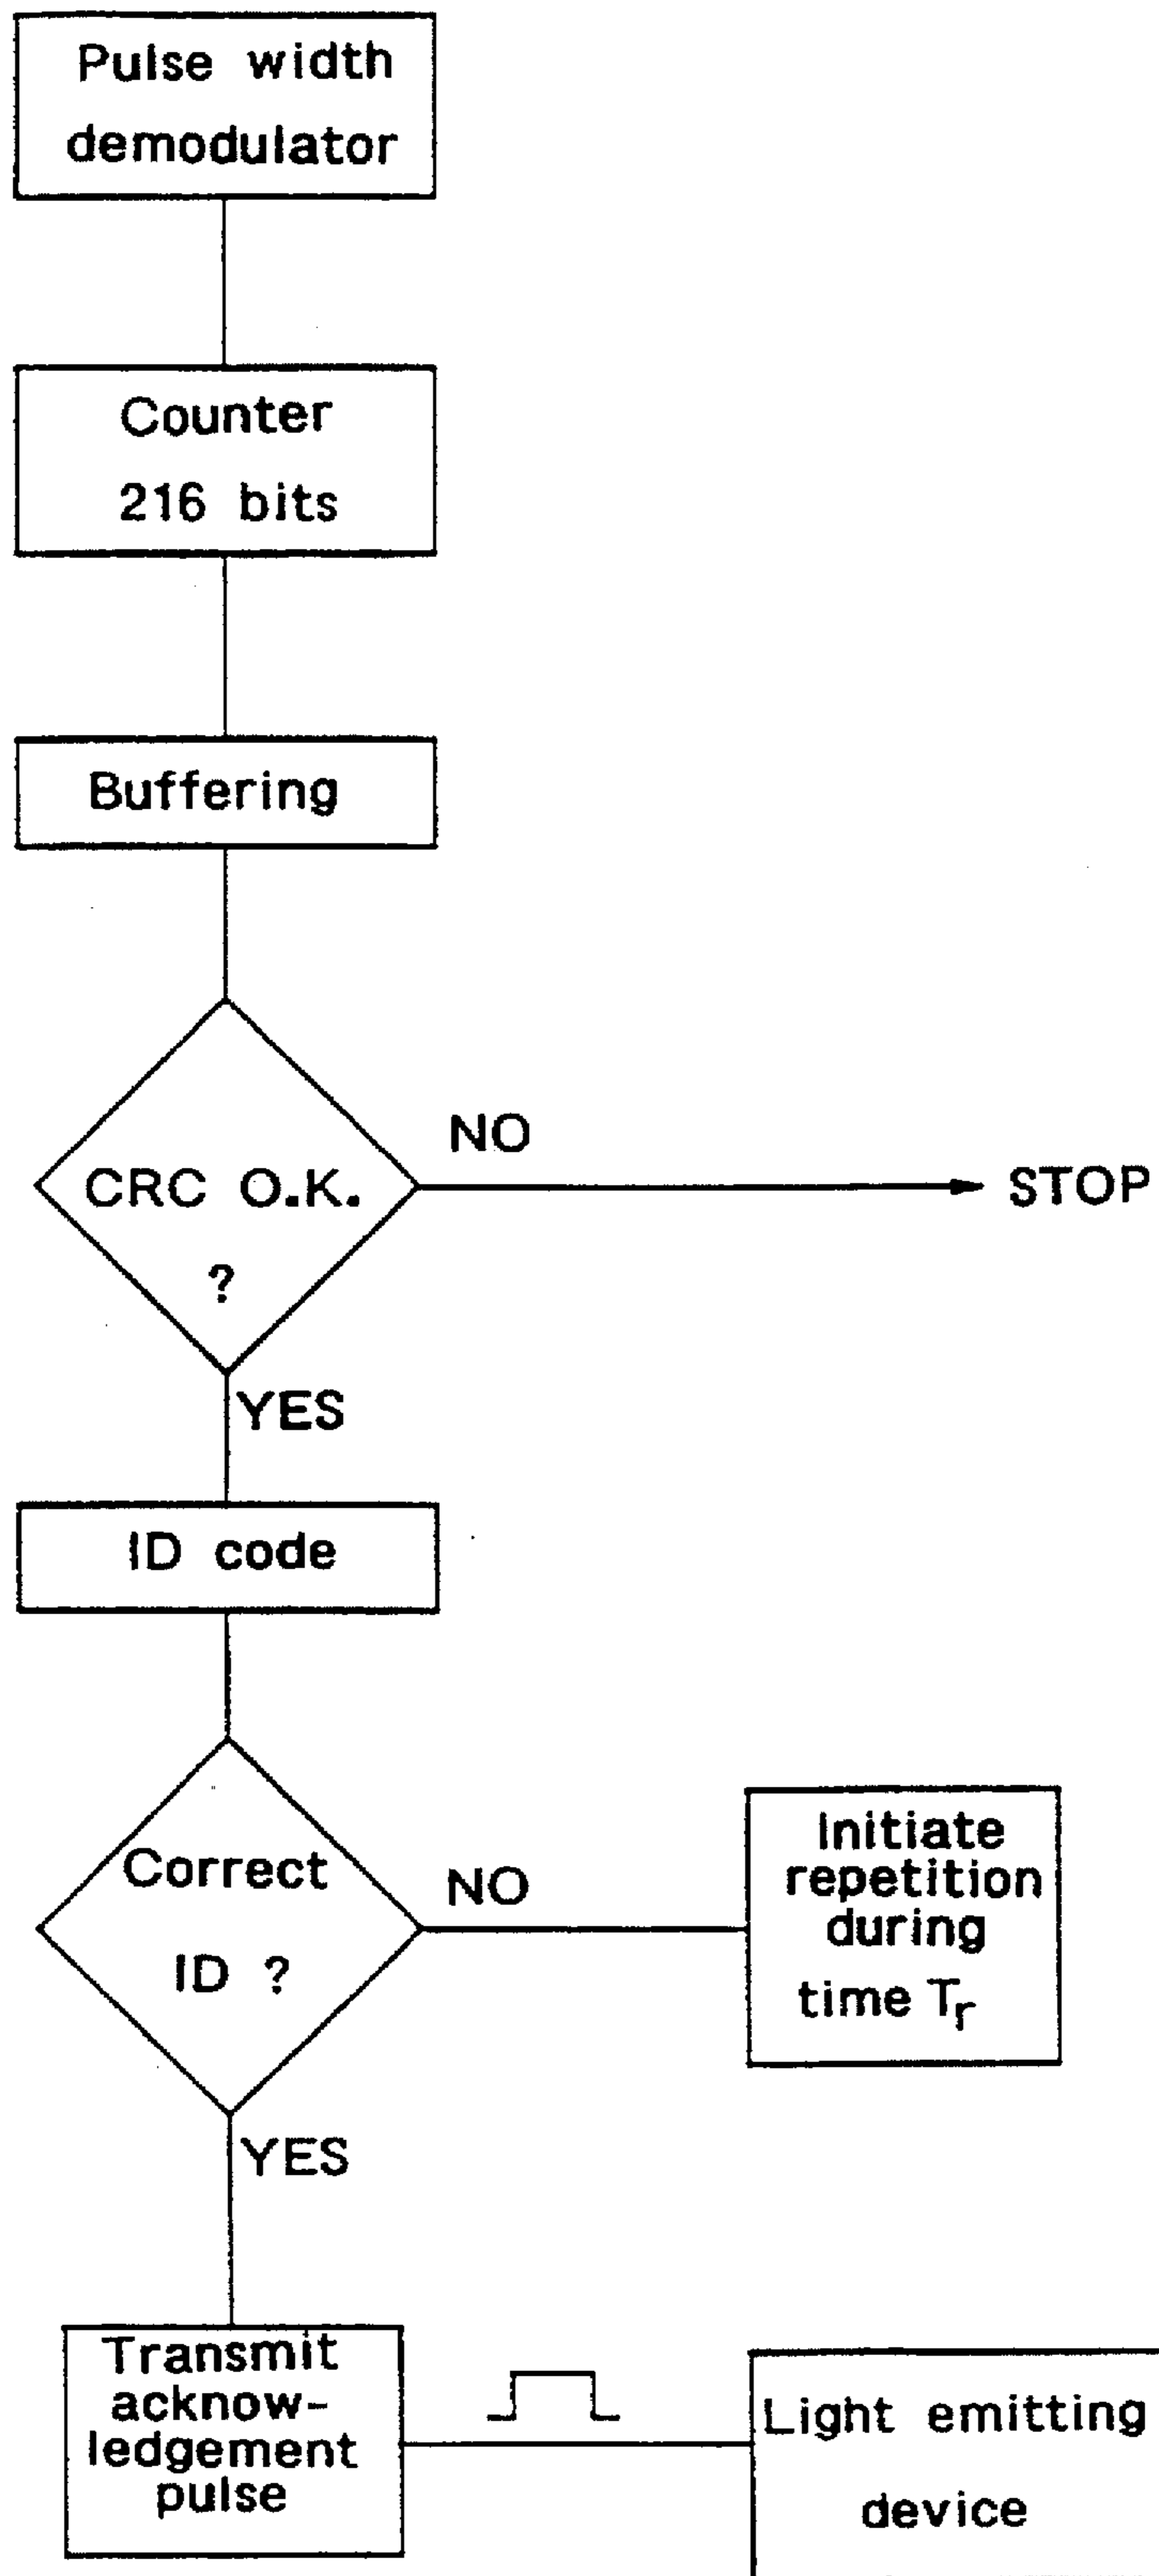 Pulse width
demodulator
Counter
216 bits
Buffering
CRC O.K.
?
NO
STOP
YES
ID code
Correct
ID ?
NO
Initiate
repetition
during
time Tr
YES
Transmit
acknow-
ledgement
pulse
Light emitting
device